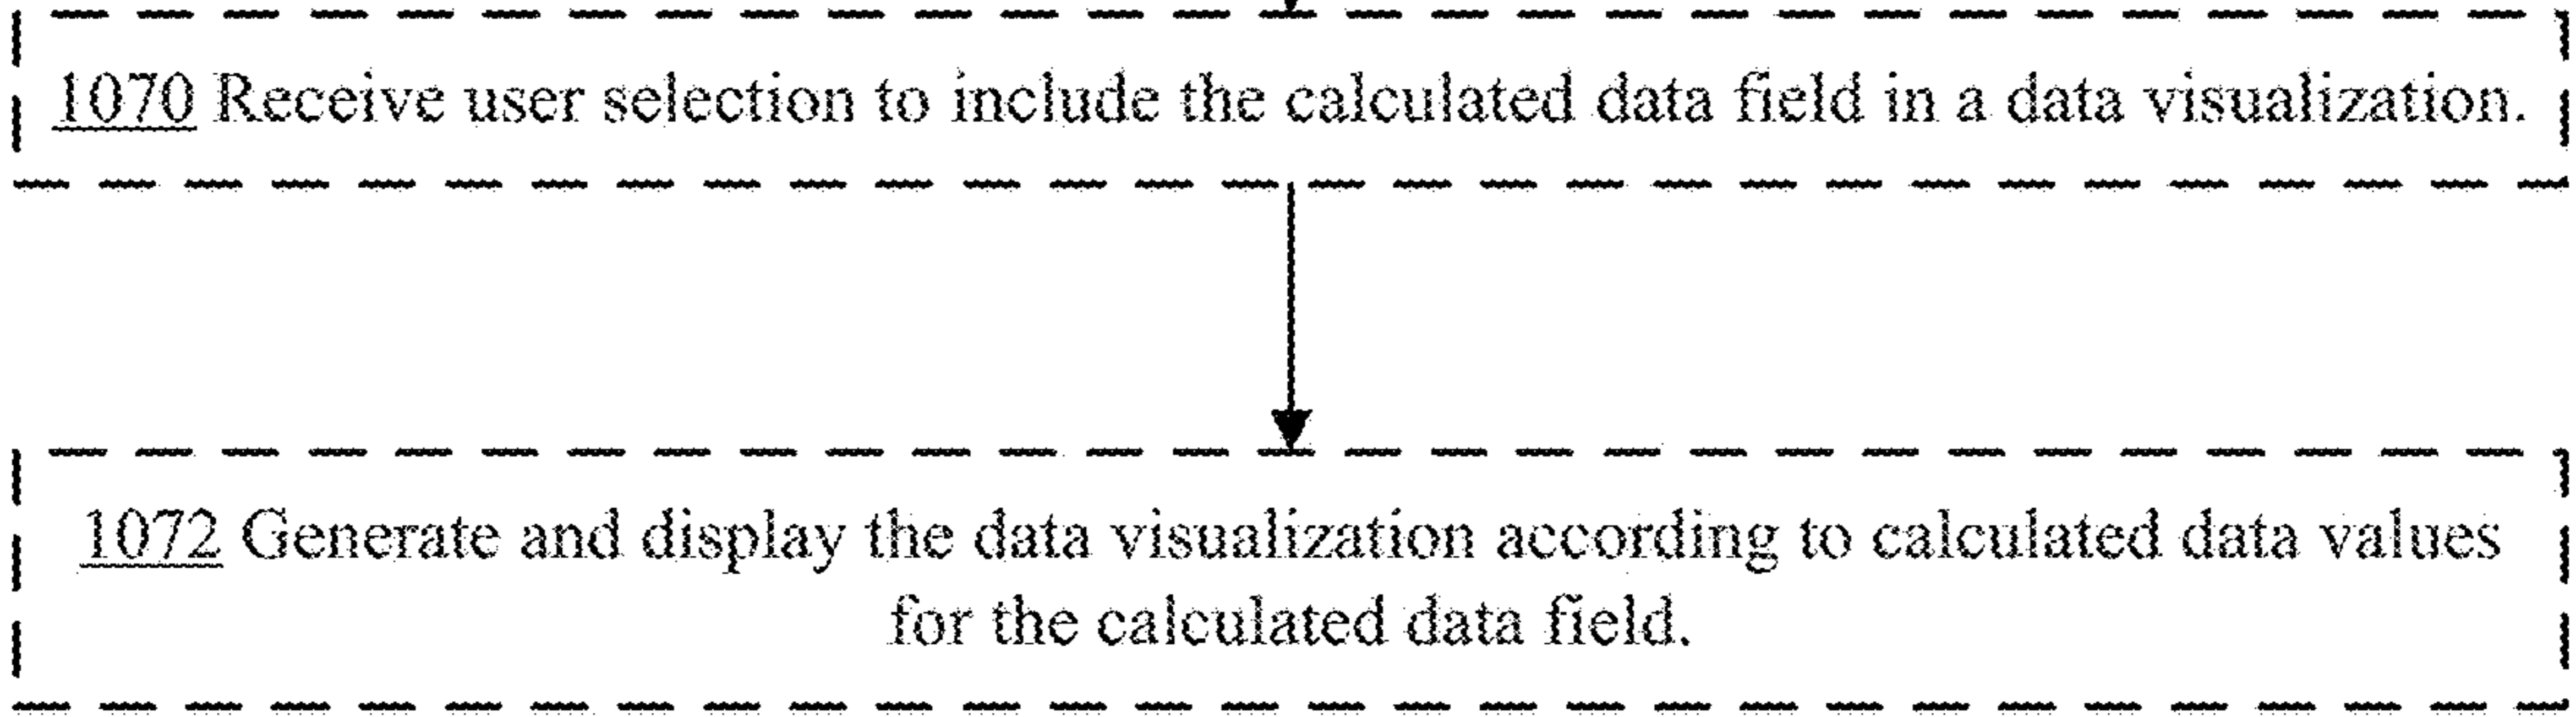 1070 Receive user selection to include the calculated data field in a data visualization.
1072 Generate and display the data visualization according to calculated data values
for the calculated data field.